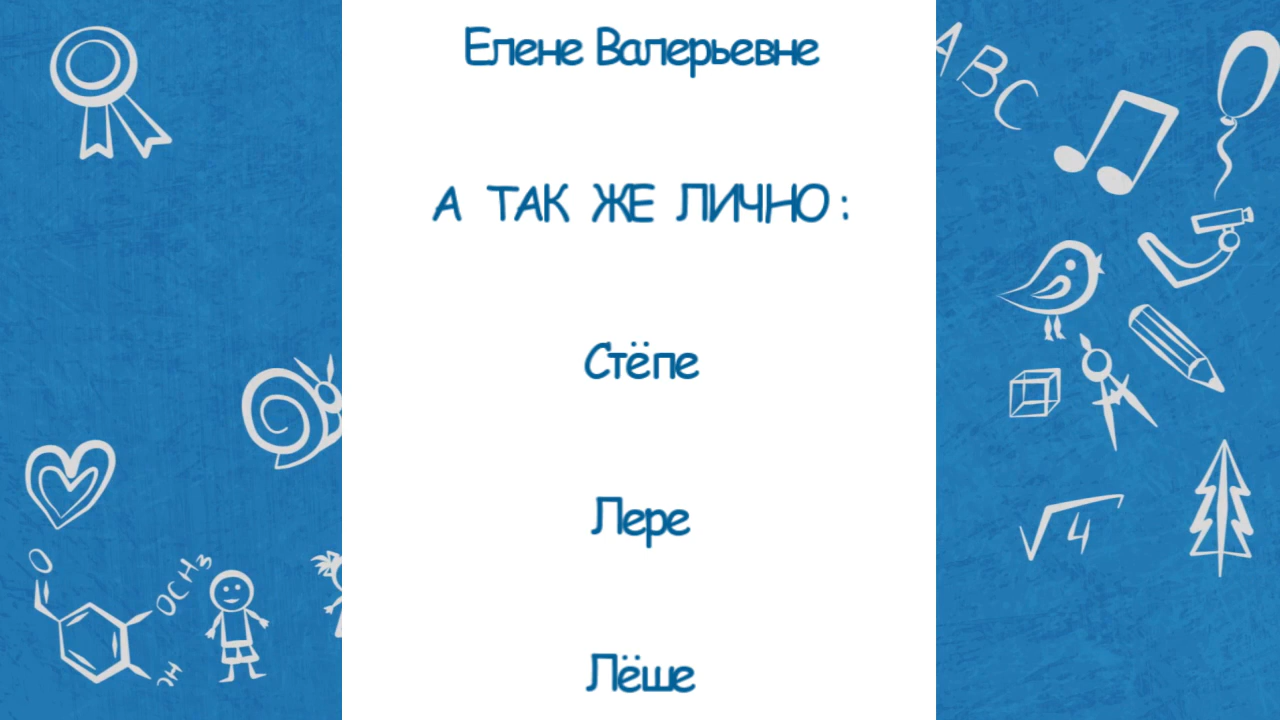 Елене Валерьевне
А ТАК ЖЕ ЛИЧНО :
Стёпе
Лере
Лёше
ABC
√4
O
OCH3